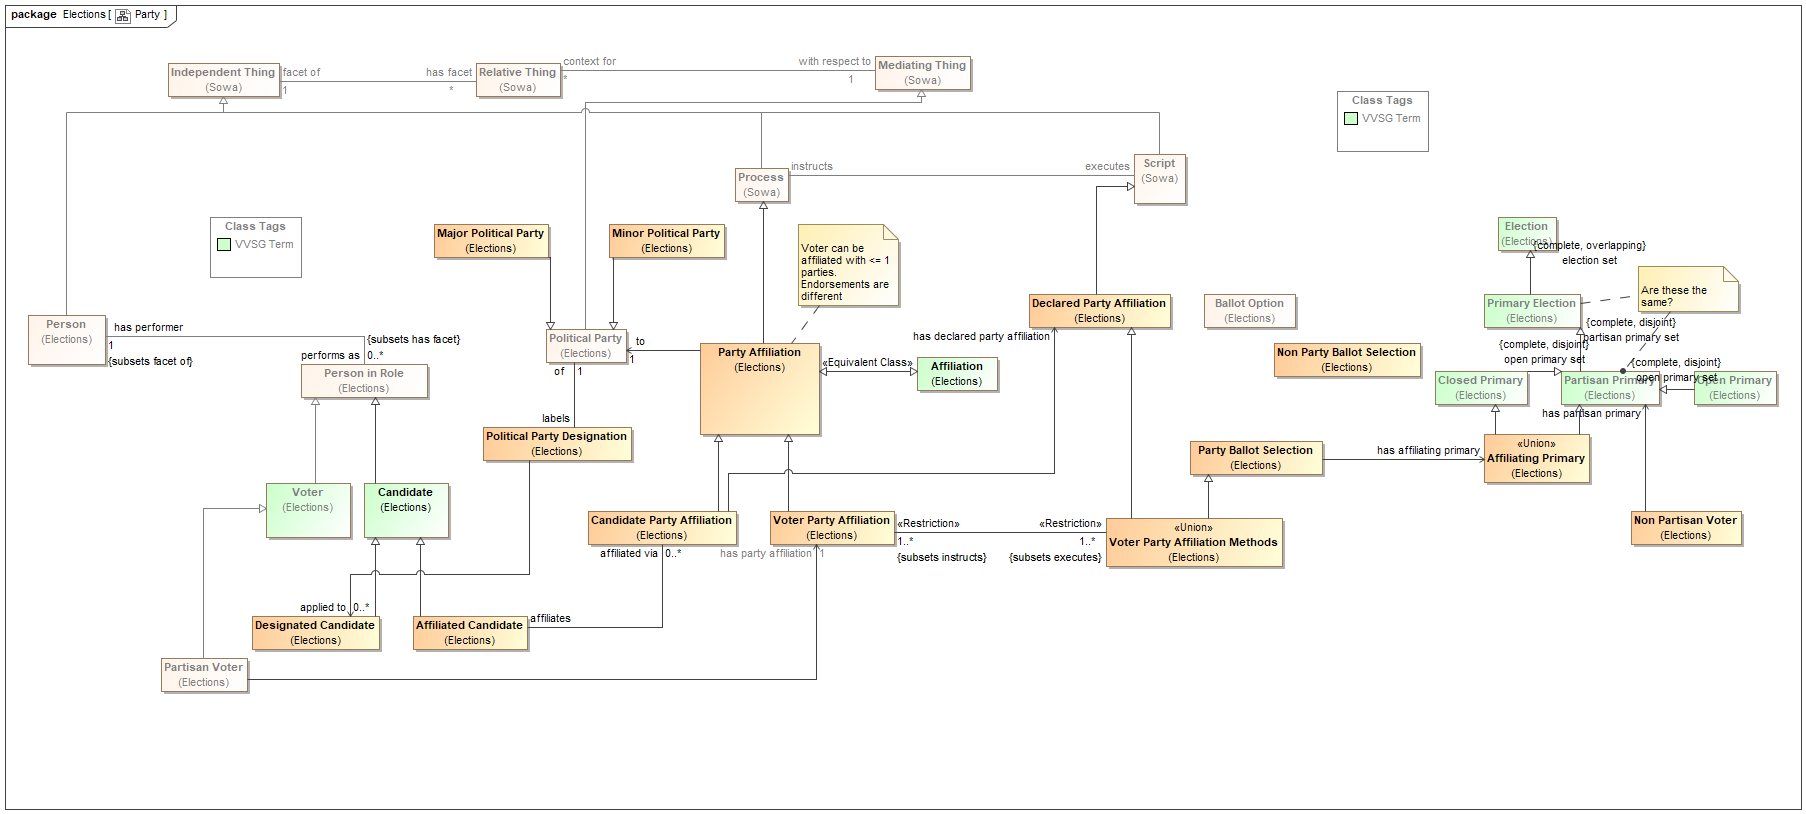 package Elections [ Party ]
Independent Thing
(Sowa)
facet of
1
has facet
*
Relative Thing
(Sowa)
context for
*
with respect to
1
Mediating Thing
(Sowa)
Class Tags
VVSG Term
Process
(Sowa)
instructs
executes
Script
(Sowa)
Class Tags
VVSG Term
Major Political Party
(Elections)
Minor Political Party
(Elections)
Voter can be
affiliated with <= 1
parties.
Endorsements are
different
Election
(Elections)
{complete, overlapping}
election set
Are these the
same?
Primary Election
(Elections)
Declared Party Affiliation
(Elections)
Ballot Option
(Elections)
Person
(Elections)
has performer
1
{subsets facet of}
{subsets has facet}
performs as
0..*
Person in Role
(Elections)
Political Party
(Elections)
to
1
of
1
Party Affiliation
(Elections)
«Equivalent Class»
Affiliation
(Elections)
has declared party affiliation
Non Party Ballot Selection
(Elections)
{complete, disjoint}
partisan primary set
{complete, disjoint}
open primary set
{complete, disjoint}
open primary set
Closed Primary
(Elections)
Partisan Primary
(Elections)
Open Primary
(Elections)
has partisan primary
labels
Political Party Designation
(Elections)
Party Ballot Selection
(Elections)
has affiliating primary
«Union»
Affiliating Primary
(Elections)
Voter
(Elections)
Candidate
(Elections)
Candidate Party Affiliation
(Elections)
affiliated via
0..*
Voter Party Affiliation
(Elections)
has party affiliation
1
«Restriction»
1..*
{subsets instructs}
«Restriction»
1..*
{subsets executes}
«Union»
Voter Party Affiliation Methods
(Elections)
Non Partisan Voter
(Elections)
applied to
0..*
Designated Candidate
(Elections)
Affiliated Candidate
(Elections)
affiliates
Partisan Voter
(Elections)